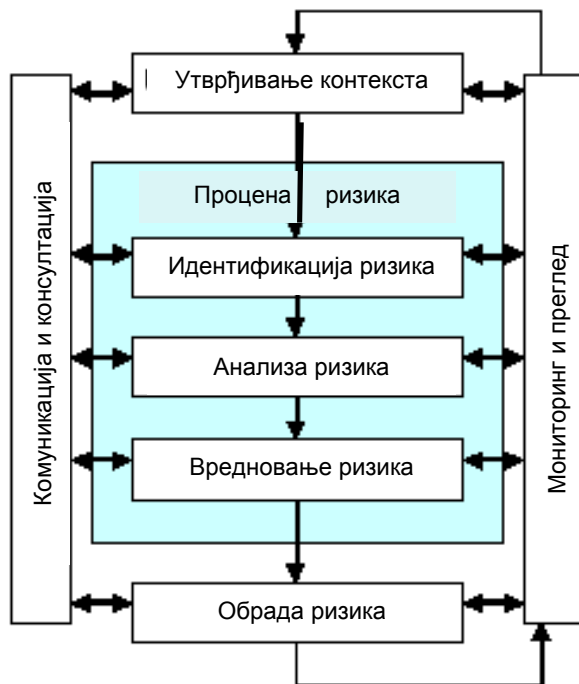 Утврђивање контекста
Процена ризика
Идентификација ризика
Анализа ризика
Вредновање ризика
Обрада ризика
Комуникација и консултација
Мониторинг и преглед